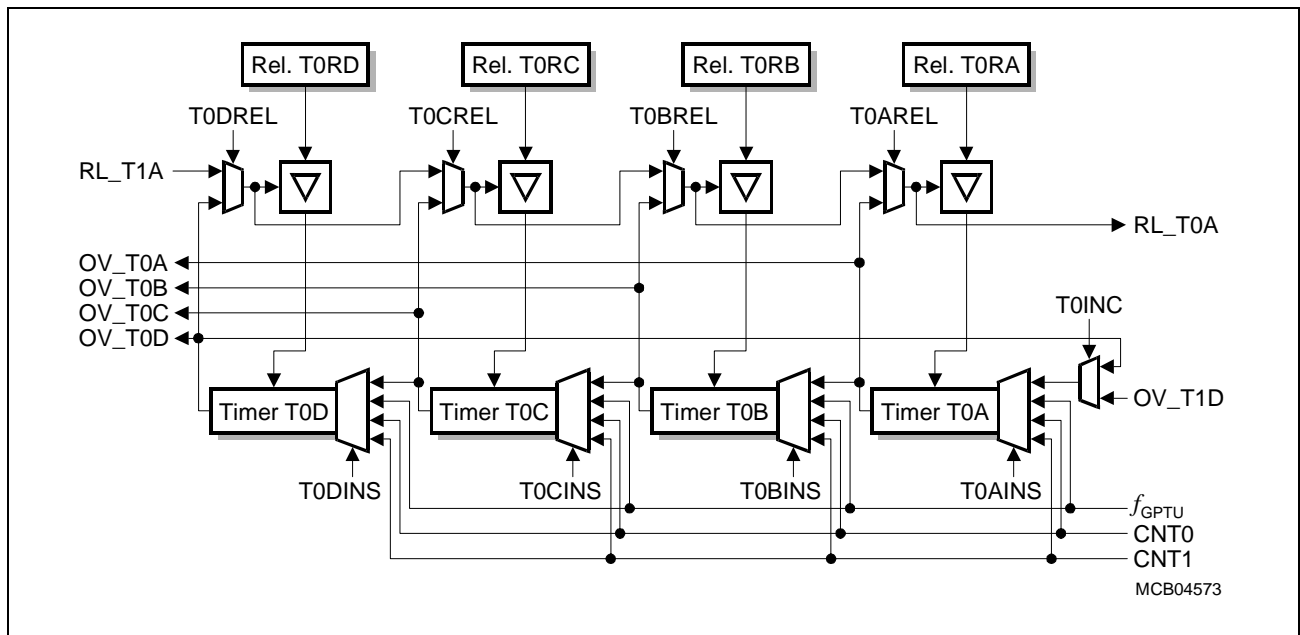 Rel. T0RD
Rel. T0RC
Rel. T0RB
Rel. T0RA
T0DREL
T0CREL
T0BREL
T0AREL
RL_T1A
RL_T0A
OV_T0A
OV_T0B
OV_T0C
OV_T0D
T0INC
Timer T0D
Timer T0C
Timer T0B
Timer T0A
OV_T1D
T0DINS
T0CINS
T0BINS
T0AINS
fGPTU
CNT0
CNT1
MCB04573